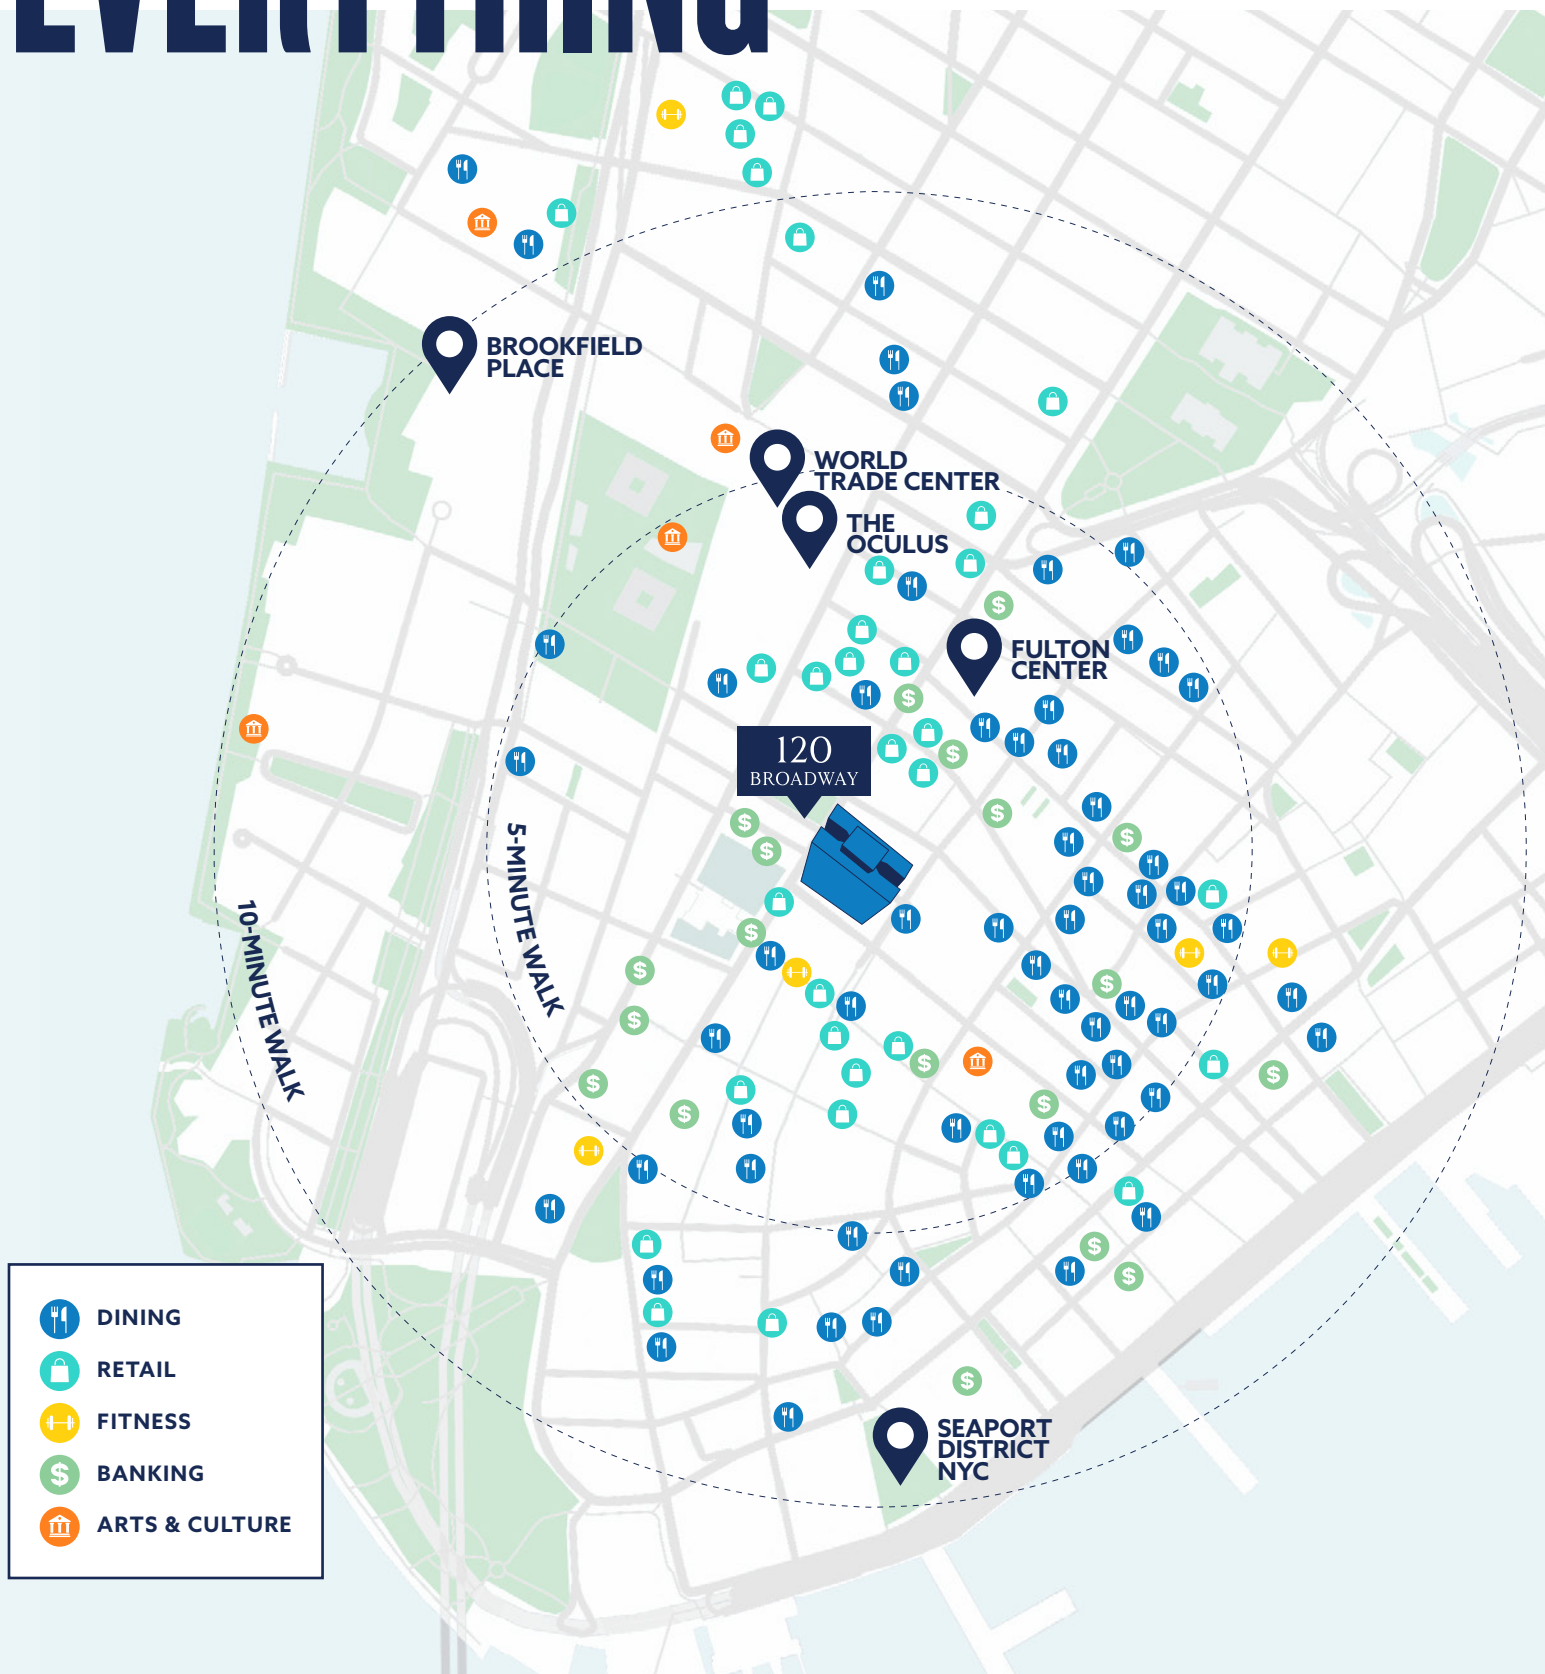 EVERYTHING
BROOKFIELD
PLACE
WORLD
TRADE CENTER
THE
OCULUS
FULTON
CENTER
120
BROADWAY
5-MINUTE WALK
10-MINUTE WALK
DINING
RETAIL
FITNESS
BANKING
ARTS & CULTURE
SEAPORT
DISTRICT
NYC